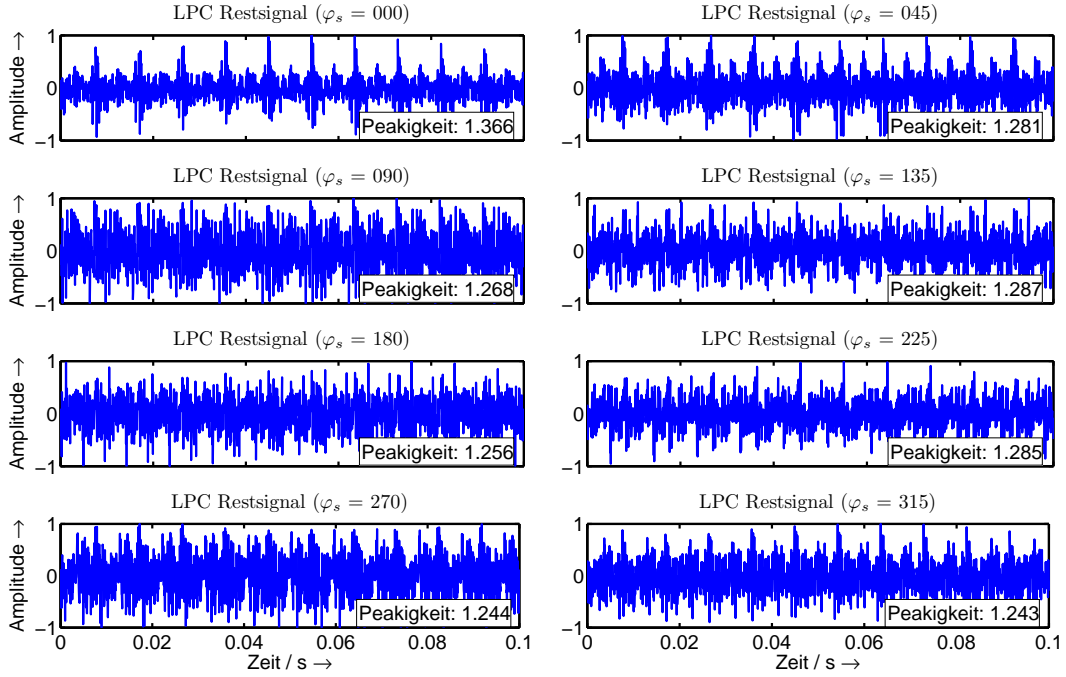 LPC Restsignal (φs = 000)
LPC Restsignal (φs = 045)
Amplitude →
1
0
−1
Peakigkeit: 1.366
1
0
−1
Peakigkeit: 1.281
LPC Restsignal (φs = 090)
LPC Restsignal (φs = 135)
Amplitude →
1
0
−1
Peakigkeit: 1.268
1
0
−1
Peakigkeit: 1.287
LPC Restsignal (φs = 180)
LPC Restsignal (φs = 225)
Amplitude →
1
0
−1
Peakigkeit: 1.256
1
0
−1
Peakigkeit: 1.285
LPC Restsignal (φs = 270)
LPC Restsignal (φs = 315)
Amplitude →
1
0
−1
Peakigkeit: 1.244
1
0
−1
Peakigkeit: 1.243
0 0.02 0.04 0.06 0.08 0.1
0 0.02 0.04 0.06 0.08 0.1
Zeit / s →
Zeit / s →